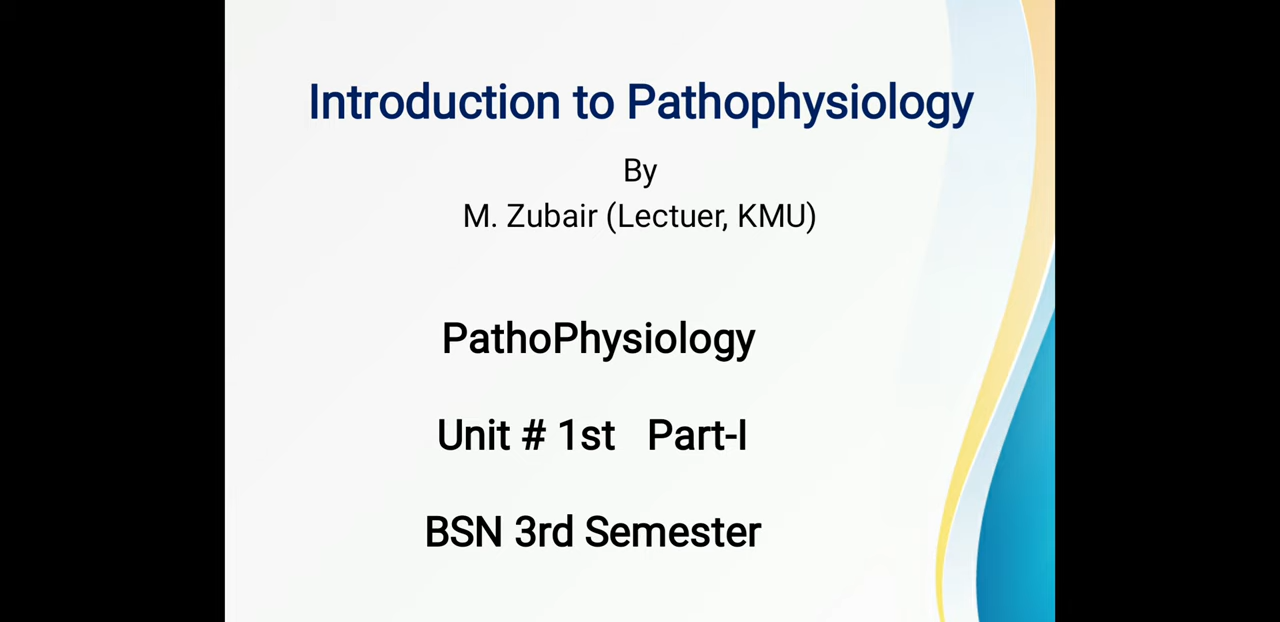 Introduction to Pathophysiology
By
M. Zubair (Lectuer, KMU)
PathoPhysiology
Unit # 1st Part-I
BSN 3rd Semester